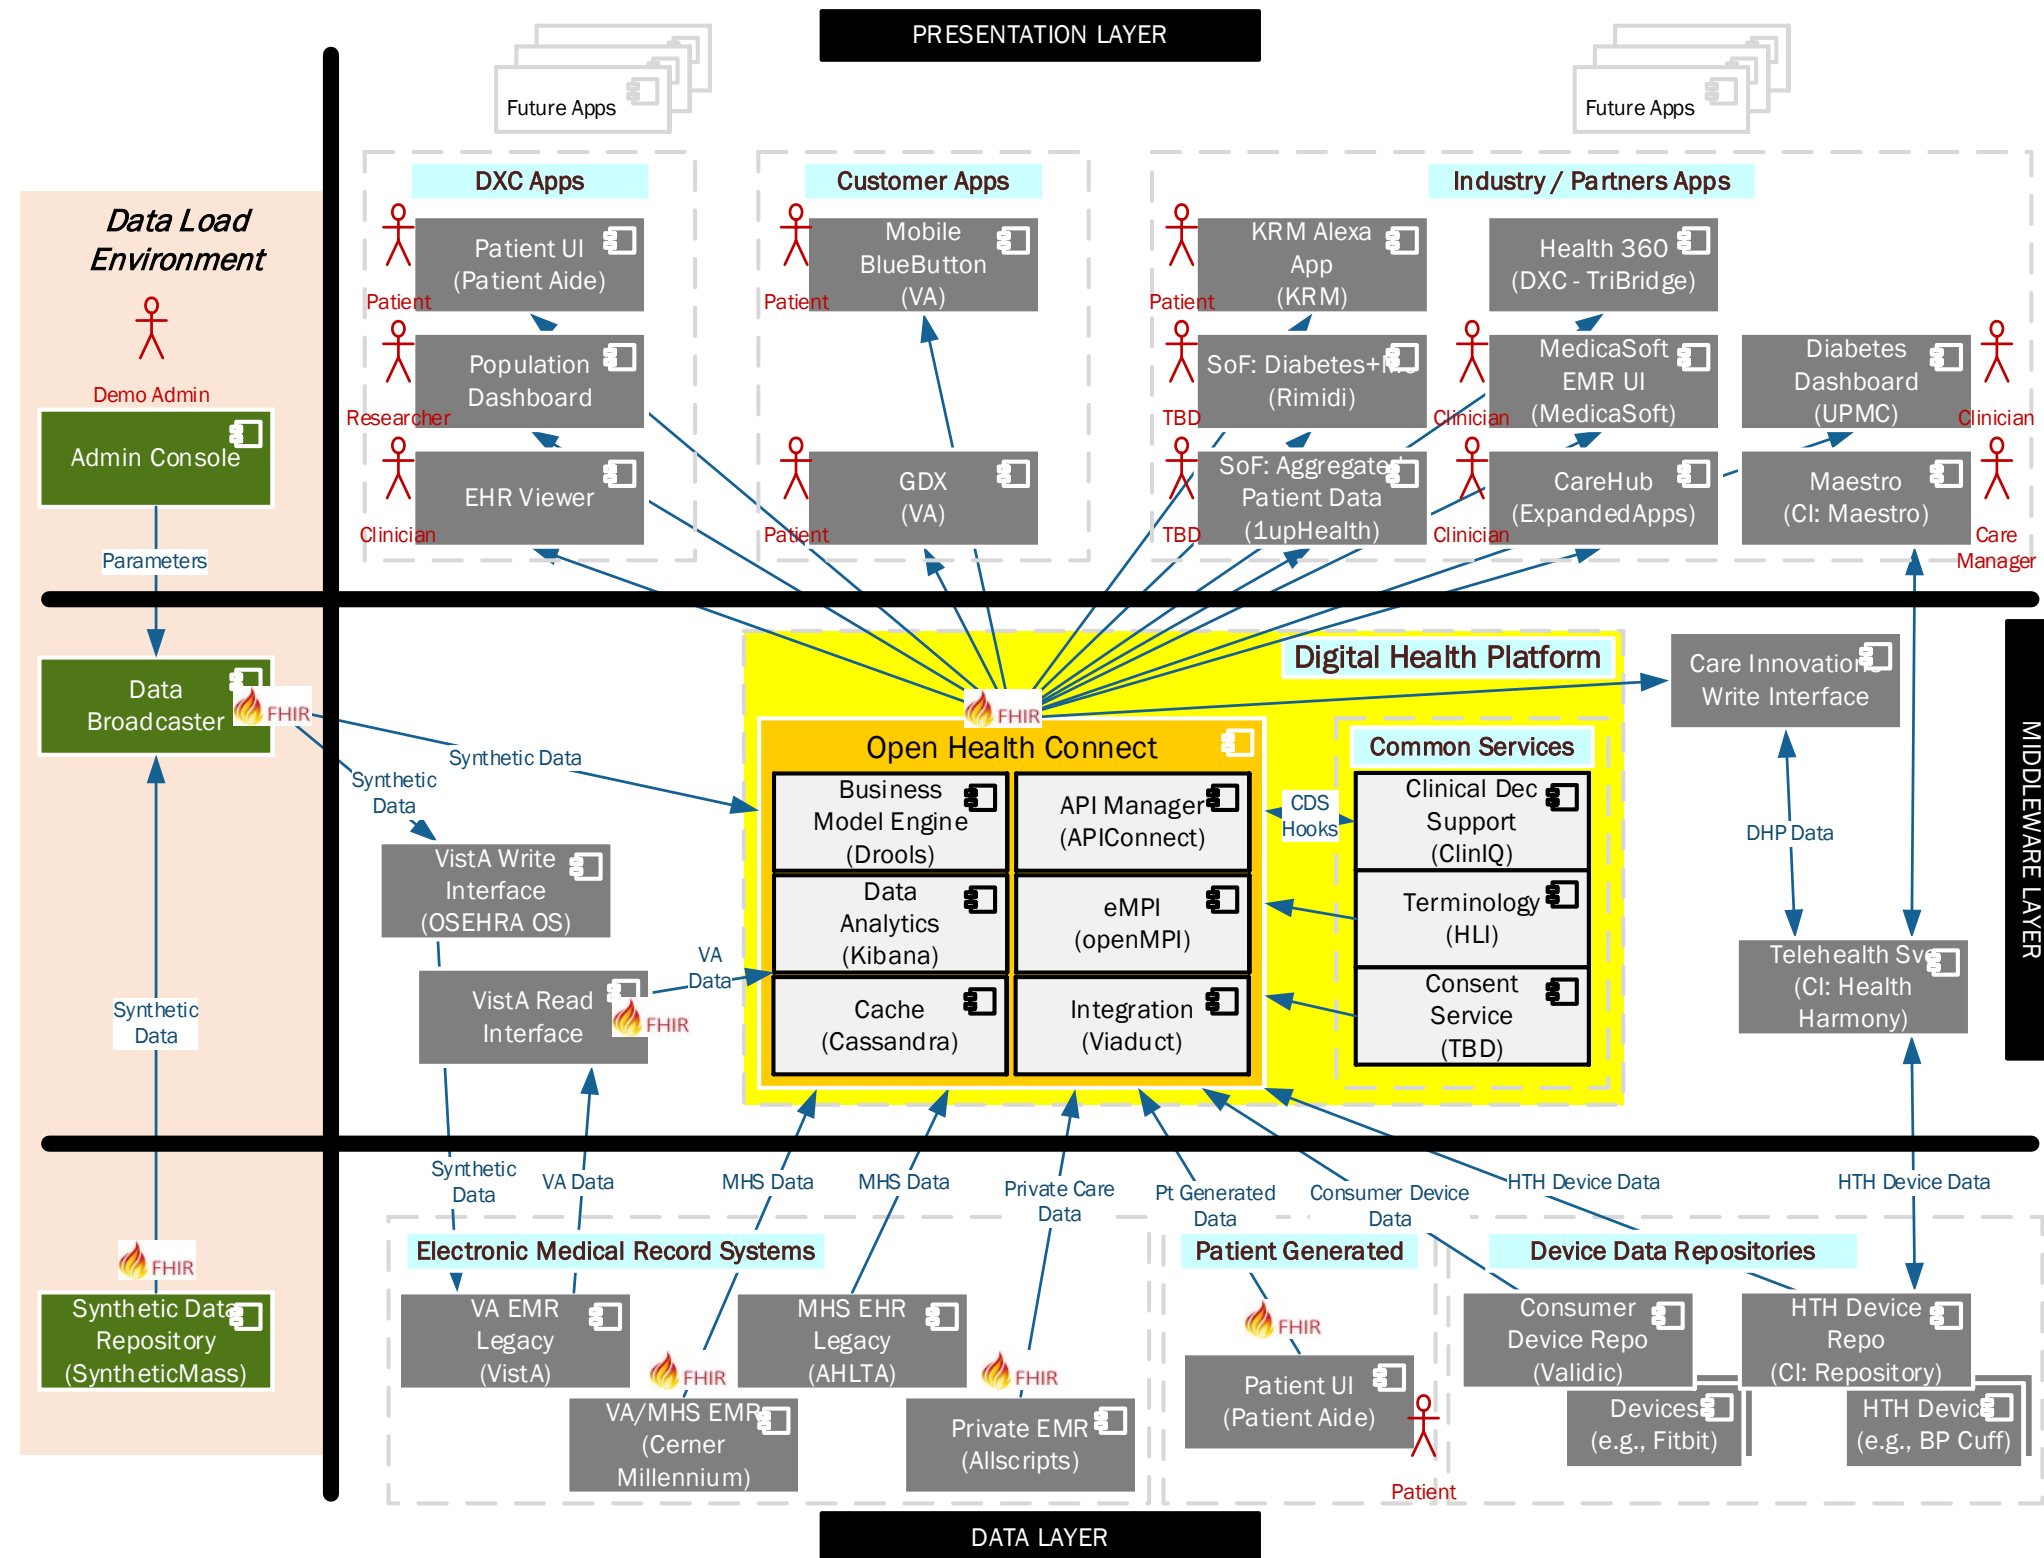 PRESENTATION LAYER
Future Apps
Future Apps
DXC Apps
Customer Apps
Industry / Partners Apps
Data Load
Environment
Demo Admin
Admin Console
Parameters
Patient UI
(Patient Aide)
Patient
Population
Dashboard
Researcher
EHR Viewer
Clinician
Mobile
BlueButton
(VA)
Patient
GDX
(VA)
Patient
KRM Alexa
App
(KRM)
Patient
Health 360
(DXC - TriBridge)
SoF: Diabetes+
(Rimidi)
TBD
MedicaSoft
EMR UI
(MedicaSoft)
Clinician
Diabetes
Dashboard
(UPMC)
Clinician
SoF: Aggregated
Patient Data
(1upHealth)
TBD
CareHub
(ExpandedApps)
Clinician
Maestro
(CI: Maestro)
Care
Manager
MIDDLEWARE LAYER
Data
Broadcaster
FHIR
Synthetic Data
Synthetic
Data
VistA Write
Interface
(OSEHRA OS)
VistA Read
Interface
FHIR
VA
Data
Synthetic
Data
FHIR
Digital Health Platform
Open Health Connect
Business
Model Engine
(Drools)
API Manager
(APIConnect)
Data
Analytics
(Kibana)
eMPI
(openMPI)
Cache
(Cassandra)
Integration
(Viaduct)
CDS
Hooks
Common Services
Clinical Dec
Support
(ClinIQ)
Terminology
(HLI)
Consent
Service
(TBD)
Care Innovations
Write Interface
DHP Data
Telehealth Svc
(CI: Health
Harmony)
Synthetic
Data
VA Data
MHS Data
MHS Data
Private Care
Data
Pt Generated
Data
Consumer Device
Data
HTH Device Data
HTH Device Data
FHIR
Synthetic Data
Repository
(SyntheticMass)
Electronic Medical Record Systems
VA EMR
Legacy
(VistA)
FHIR
VA/MHS EMR
(Cerner
Millennium)
MHS EHR
Legacy
(AHLTA)
FHIR
Private EMR
(Allscripts)
Patient Generated
FHIR
Patient UI
(Patient Aide)
Patient
Device Data Repositories
Consumer
Device Repo
(Validic)
Devices
(e.g., Fitbit)
HTH Device
Repo
(CI: Repository)
HTH Device
(e.g., BP Cuff)
DATA LAYER